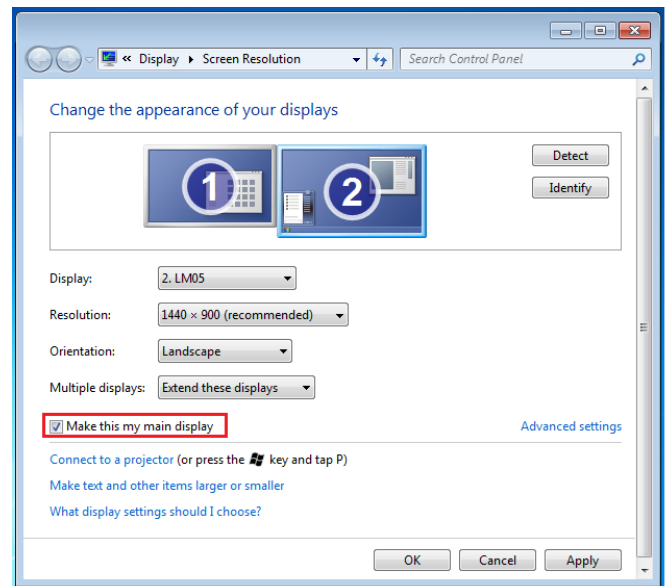 « Display ▸ Screen Resolution
Search Control Panel
Change the appearance of your displays
1
2
Detect
Identify
Display: 2. LM05
Resolution: 1440 × 900 (recommended)
Orientation: Landscape
Multiple displays: Extend these displays
Make this my main display
Advanced settings
Connect to a projector (or press the key and tap P)
Make text and other items larger or smaller
What display settings should I choose?
OK Cancel Apply